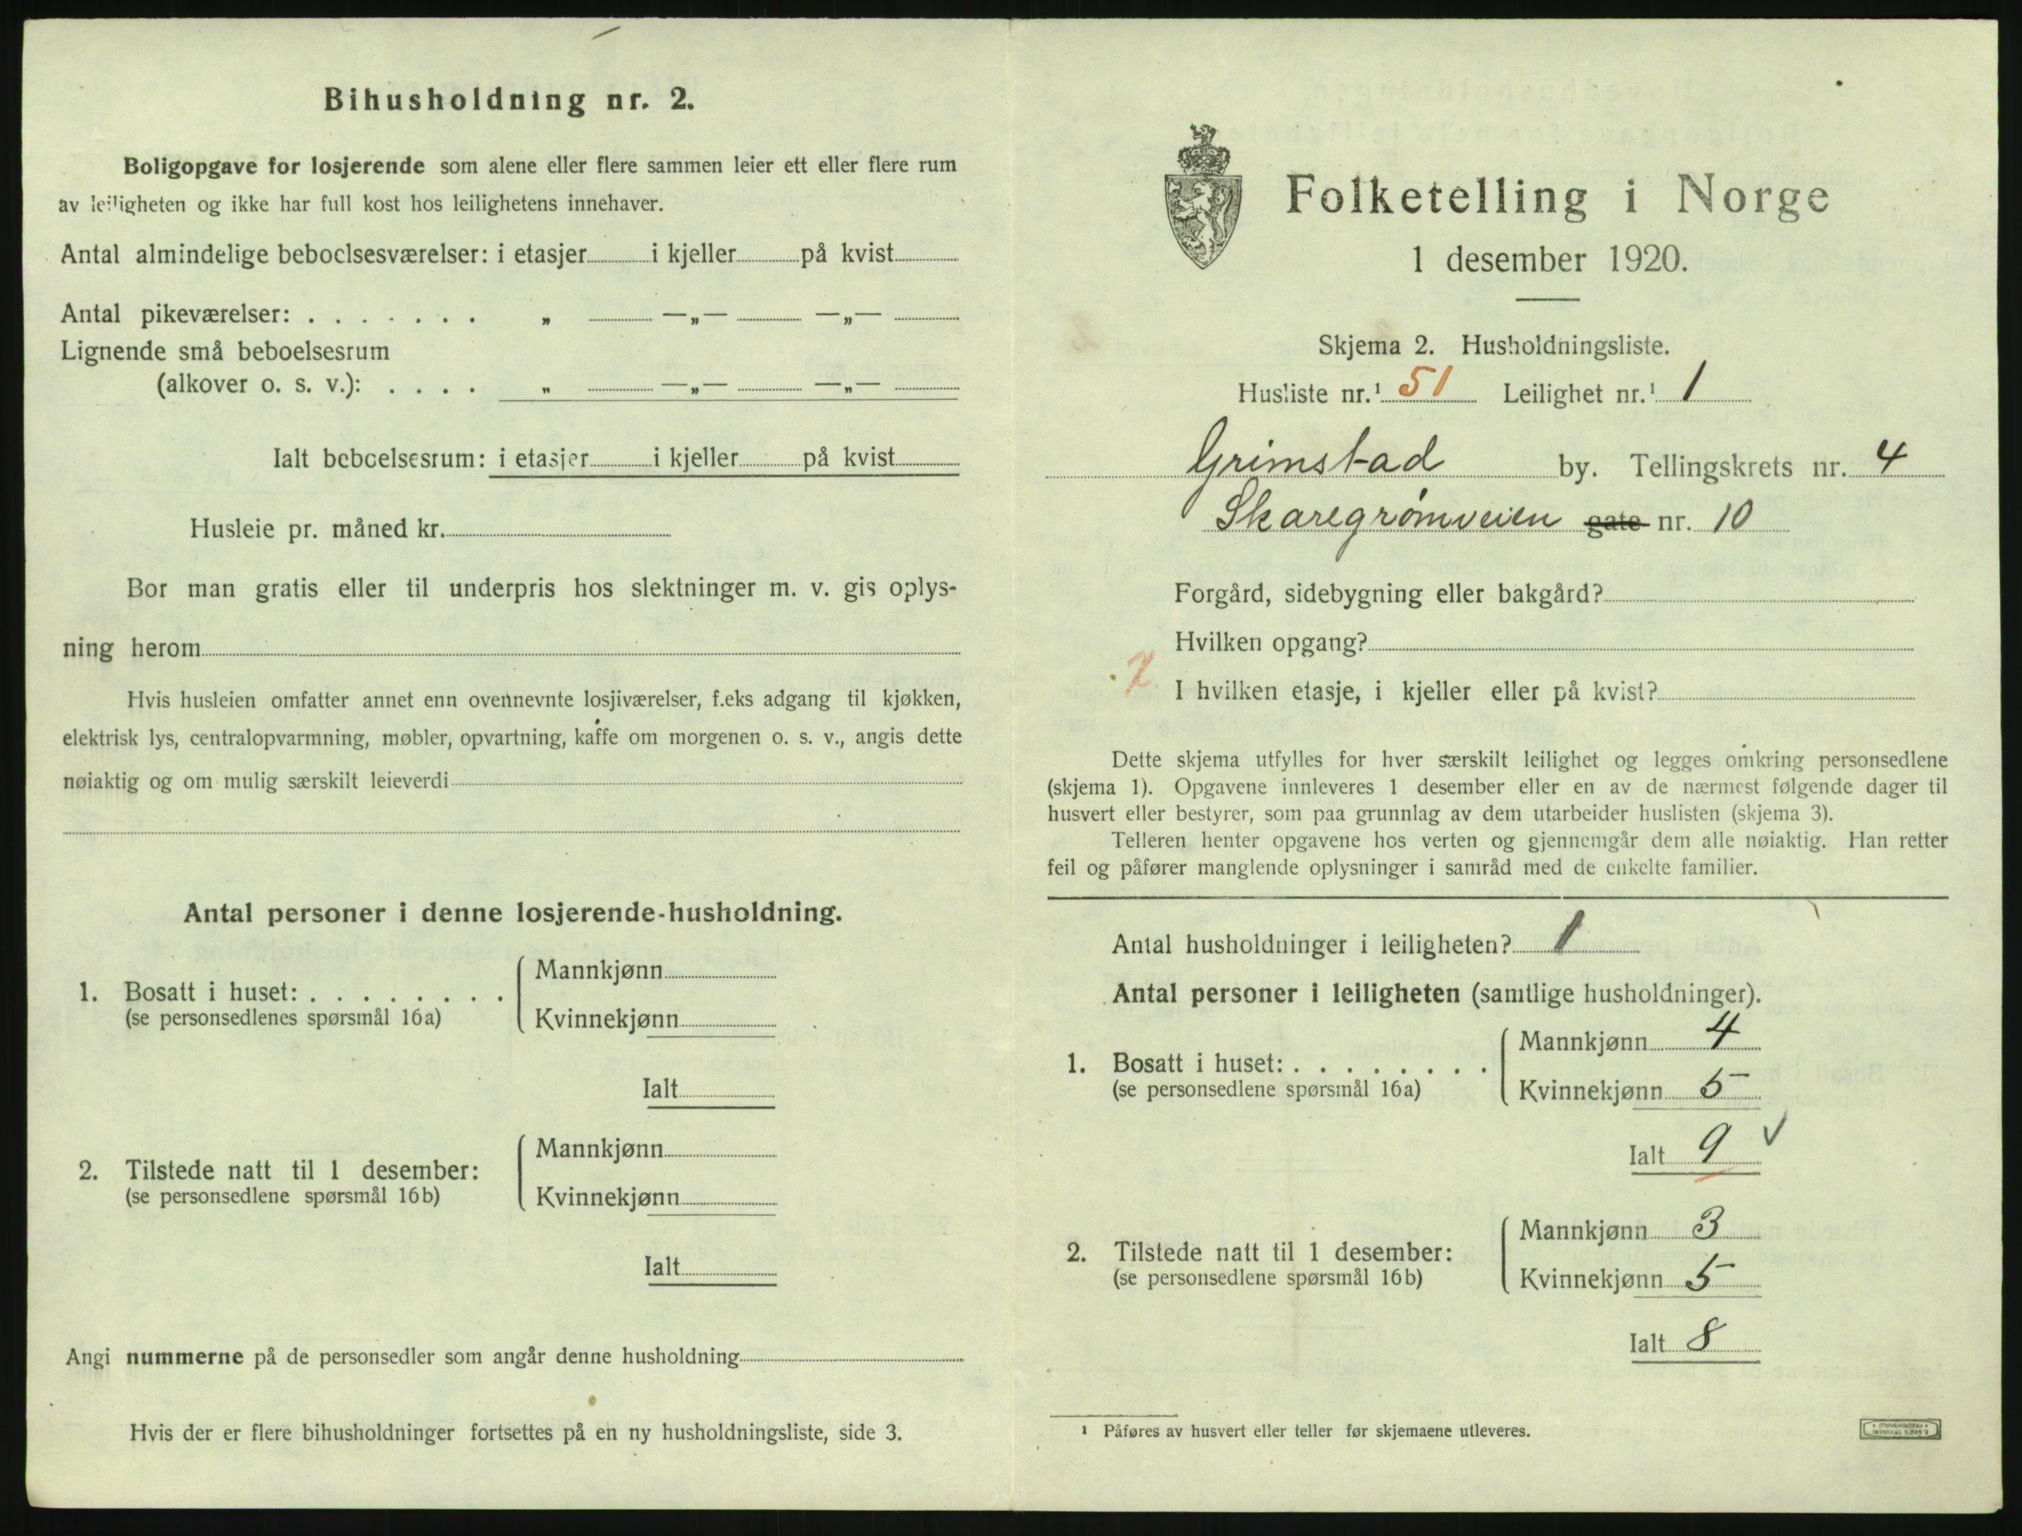 Bihusholdning nr. 2.
Boligopgave for losjerende som alene eller flere sammen leier ett eller flere rum
av leiligheten og ikke har full kost hos leilighetens innehaver.
Antal almindelige beboelsesværelser: i etasjer i kjeller på kvist
Antal pikeværelser: . . . . . . . „ —„— —„—
Lignende små beboelsesrum
(alkover o. s. v.): . . . . „ —„— —„—
Ialt beboelsesrum: i etasjer i kjeller på kvist
Husleie pr. måned kr.
Bor man gratis eller til underpris hos slektninger m. v. gis oplys-
ning herom
Hvis husleien omfatter annet enn ovennevnte losjiværelser, f.eks adgang til kjøkken,
elektrisk lys, centralopvarmning, møbler, opvartning, kaffe om morgenen o. s. v., angis dette
nøiaktig og om mulig særskilt leieverdi
Antal personer i denne losjerende-husholdning.
1. Bosatt i huset: . . . . . . . .
(se personsedlenes spørsmål 16a)
Mannkjønn
Kvinnekjønn
Ialt
2. Tilstede natt til 1 desember:
(se personsedlene spørsmål 16b)
Mannkjønn
Kvinnekjønn
Ialt
Angi nummerne på de personsedler som angår denne husholdning
Hvis der er flere bihusholdninger fortsettes på en ny husholdningsliste, side 3.
Folketelling i Norge
1 desember 1920.
Skjema 2. Husholdningsliste.
Husliste nr.¹ 51 Leilighet nr.¹ 1
Grimstad by. Tellingskrets nr. 4
Skaregrømveien gate nr. 10
Forgård, sidebygning eller bakgård?
Hvilken opgang?
I hvilken etasje, i kjeller eller på kvist?
Dette skjema utfylles for hver særskilt leilighet og legges omkring personsedlene
(skjema 1). Opgavene innleveres 1 desember eller en av de nærmest følgende dager til
husvert eller bestyrer, som paa grunnlag av dem utarbeider huslisten (skjema 3).
Telleren henter opgavene hos verten og gjennemgår dem alle nøiaktig. Han retter
feil og påfører manglende oplysninger i samråd med de enkelte familier.
Antal husholdninger i leiligheten? 1
Antal personer i leiligheten (samtlige husholdninger).
1. Bosatt i huset: . . . . . . . .
(se personsedlene spørsmål 16a)
Mannkjønn 4
Kvinnekjønn 5
Ialt 9 √
2. Tilstede natt til 1 desember:
(se personsedlene spørsmål 16b)
Mannkjønn 3
Kvinnekjønn 5
Ialt 8
¹ Påføres av husvert eller teller før skjemaene utleveres.